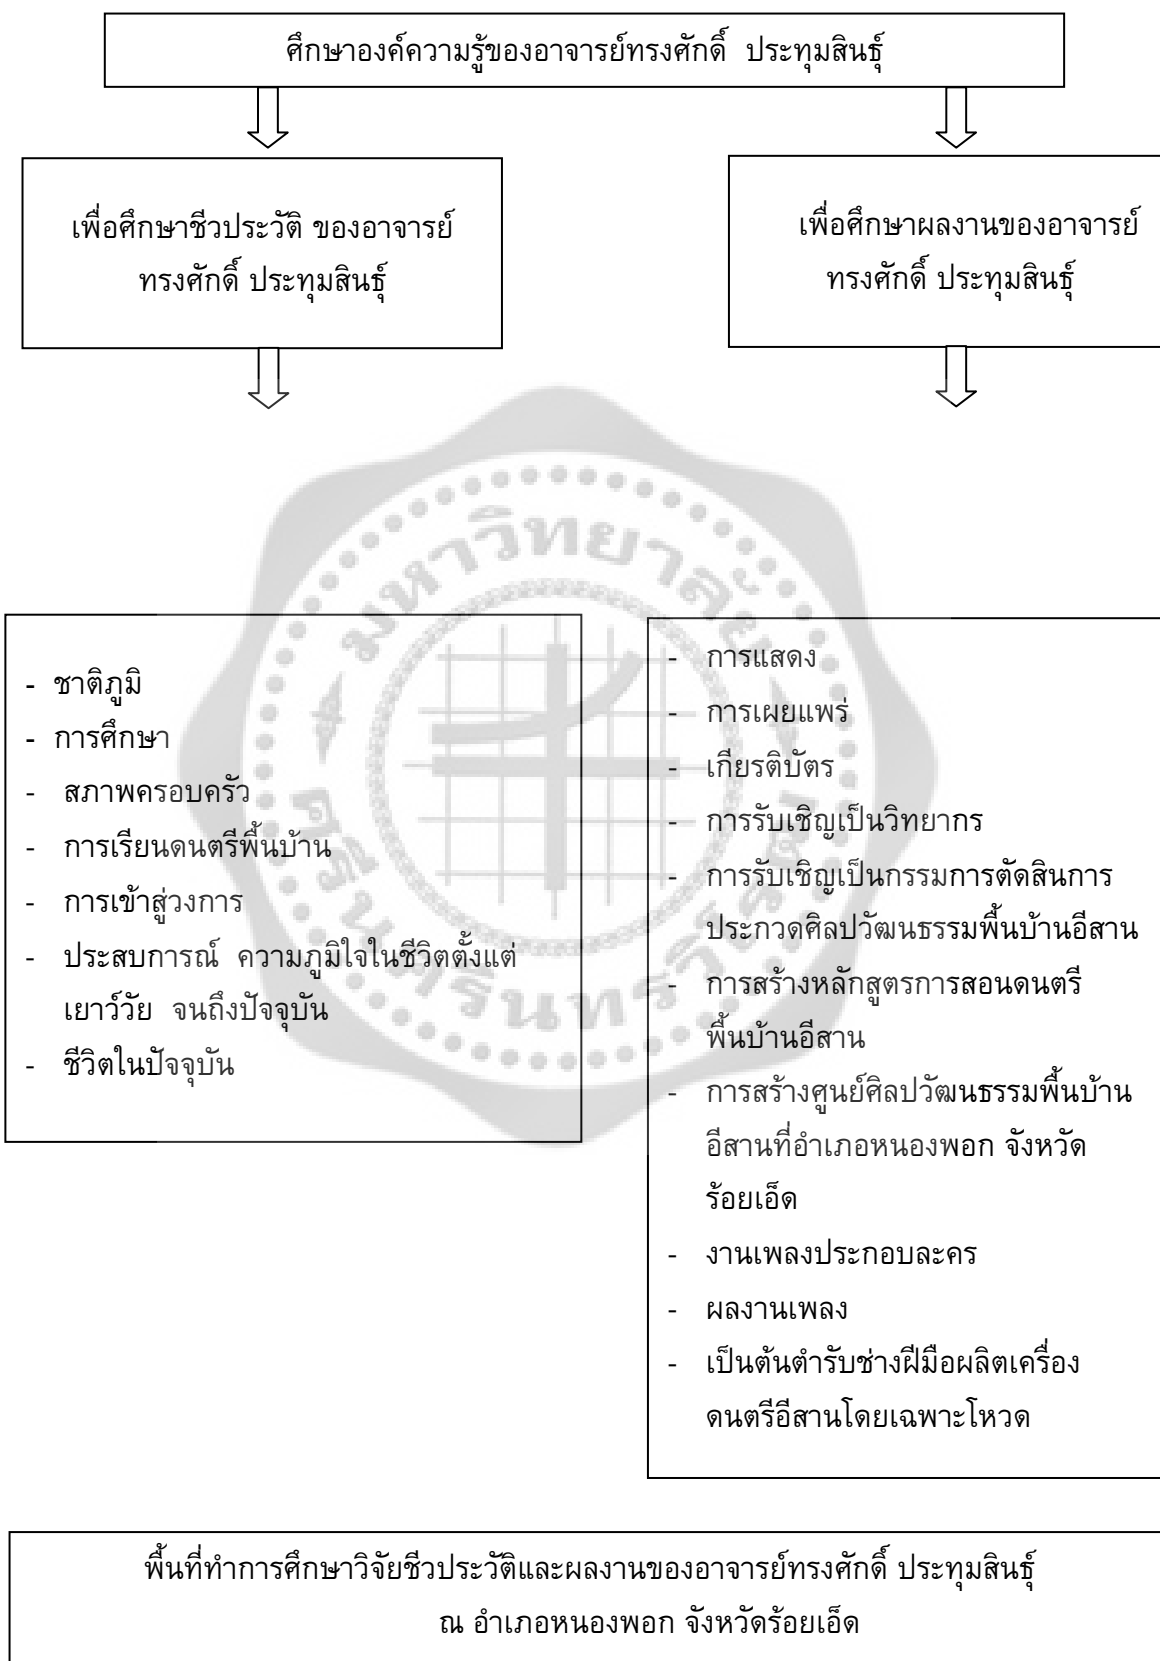 ศึกษาองค์ความรู้ของอาจารย์ทรงศักดิ์  ประทุมสินธุ์
เพื่อศึกษาชีวประวัติ ของอาจารย์
ทรงศักดิ์ ประทุมสินธุ์
เพื่อศึกษาผลงานของอาจารย์
ทรงศักดิ์ ประทุมสินธุ์
มหาวิทยาลัย
ศรีนครินทรวิโรฒ
- ชาติภูมิ
- การศึกษา
- สภาพครอบครัว
- การเรียนดนตรีพื้นบ้าน
- การเข้าสู่วงการ
- ประสบการณ์  ความภูมิใจในชีวิตตั้งแต่
เยาว์วัย  จนถึงปัจจุบัน
- ชีวิตในปัจจุบัน
- การแสดง
- การเผยแพร่
- เกียรติบัตร
- การรับเชิญเป็นวิทยากร
- การรับเชิญเป็นกรรมการตัดสินการ
ประกวดศิลปวัฒนธรรมพื้นบ้านอีสาน
- การสร้างหลักสูตรการสอนดนตรี
พื้นบ้านอีสาน
- การสร้างศูนย์ศิลปวัฒนธรรมพื้นบ้าน
อีสานที่อำเภอหนองพอก จังหวัด
ร้อยเอ็ด
- งานเพลงประกอบละคร
- ผลงานเพลง
- เป็นต้นตำรับช่างฝีมือผลิตเครื่อง
ดนตรีอีสานโดยเฉพาะโหวด
พื้นที่ทำการศึกษาวิจัยชีวประวัติและผลงานของอาจารย์ทรงศักดิ์ ประทุมสินธุ์
ณ อำเภอหนองพอก จังหวัดร้อยเอ็ด